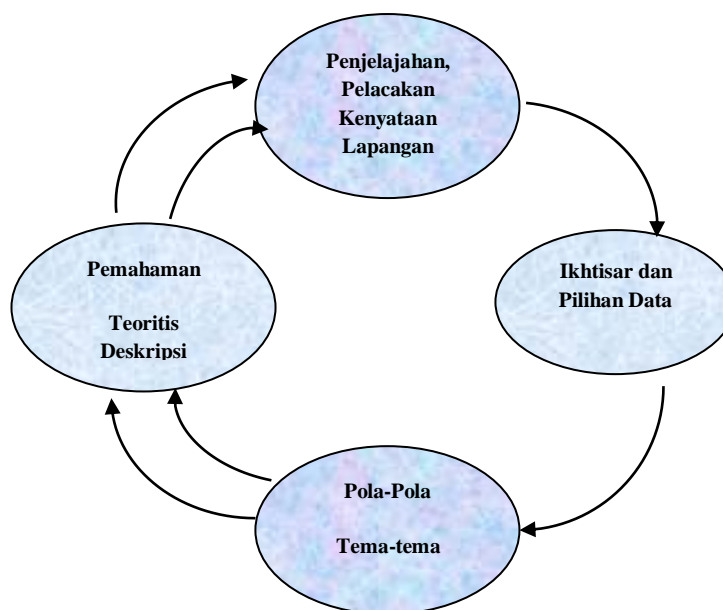 Penjelajahan,
Pelacakan
Kenyataan
Lapangan
Ikhtisar dan
Pilihan Data
Pola-Pola
Tema-tema
Pemahaman
Teoritis
Deskripsi